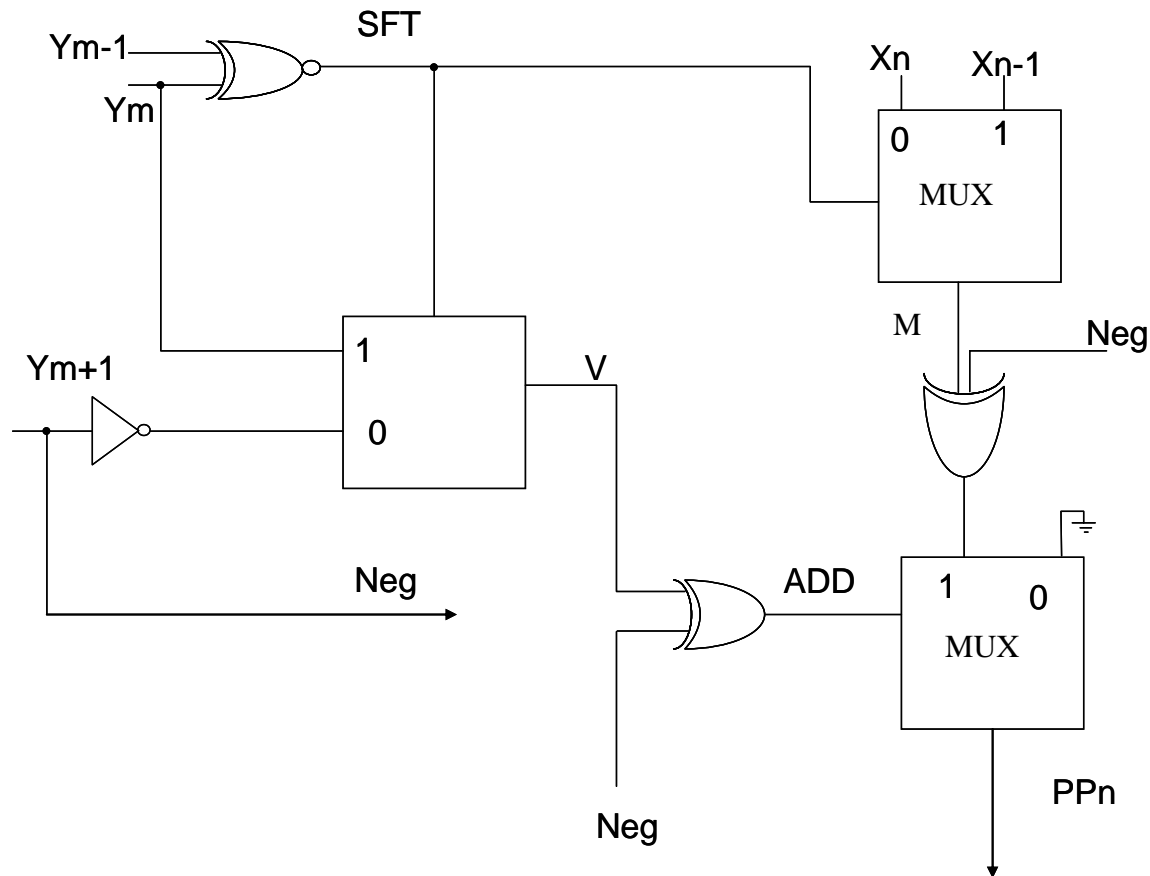 SFT
Ym-1
Xn
Xn-1
Ym
0
1
MUX
M
Neg
Ym+1
1
V
0
Neg
ADD
1
0
MUX
PPn
Neg